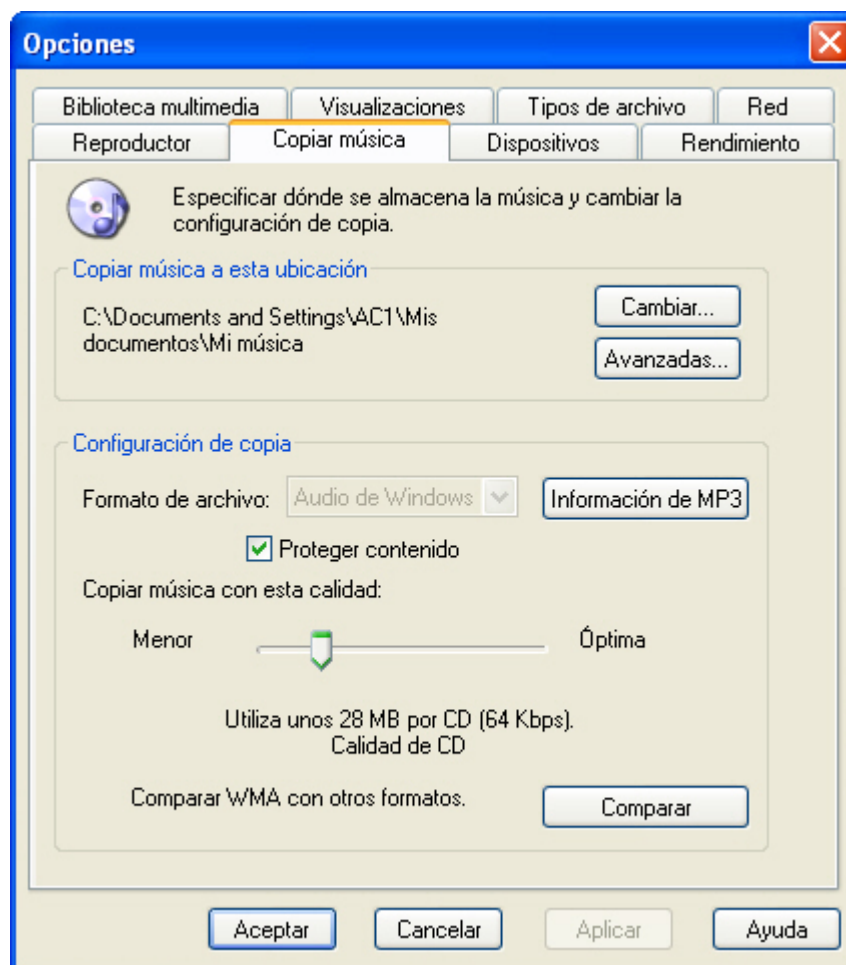 Opciones
Biblioteca multimedia Visualizaciones Tipos de archivo Red
Reproductor Copiar música Dispositivos Rendimiento
Especificar dónde se almacena la música y cambiar la
configuración de copia.
Copiar música a esta ubicación
C:\Documents and Settings\AC1\Mis
documentos\Mi música
Cambiar...
Avanzadas...
Configuración de copia
Formato de archivo: Audio de Windows Información de MP3
Proteger contenido
Copiar música con esta calidad:
Menor Óptima
Utiliza unos 28 MB por CD (64 Kbps).
Calidad de CD
Comparar WMA con otros formatos. Comparar
Aceptar Cancelar Aplicar Ayuda